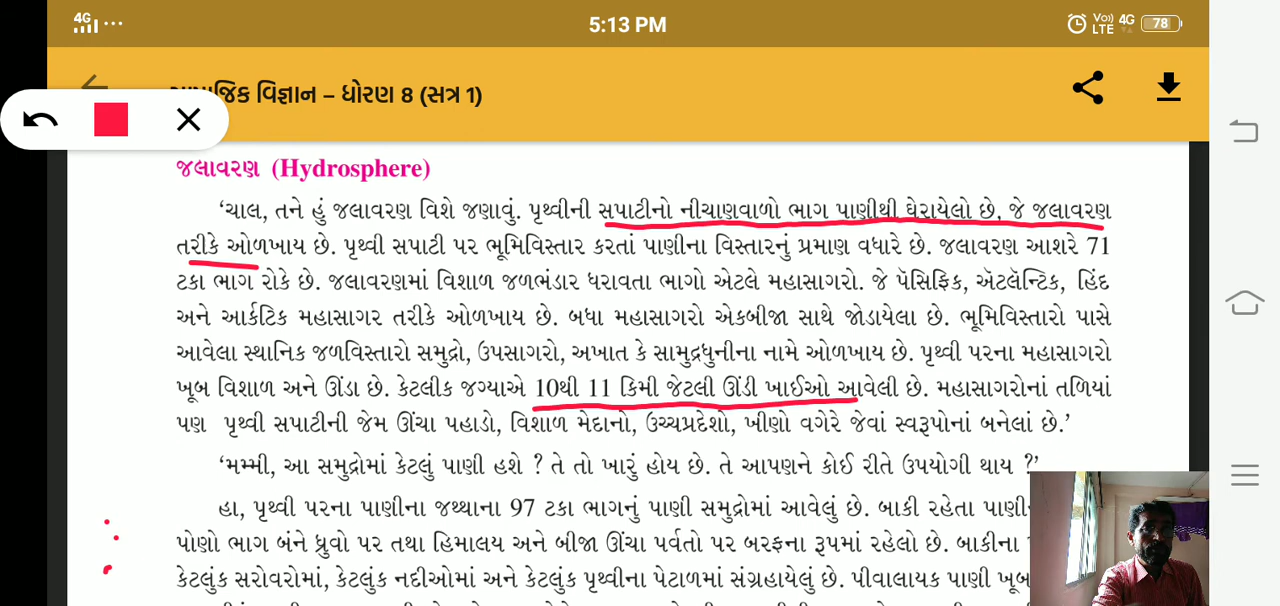 4G 5:13 PM Vo) LTE 4G 78
વિજ્ઞાન – ધોરણ 8 (સત્ર 1)
જલાવરણ (Hydrosphere)
‘ચાલ, તને હું જલાવરણ વિશે જણાવું. પૃથ્વીની સપાટીનો નીચાણવાળો ભાગ પાણીથી ઘેરાયેલો છે, જે જલાવરણ
તરીકે ઓળખાય છે. પૃથ્વી સપાટી પર ભૂમિવિસ્તાર કરતાં પાણીના વિસ્તારનું પ્રમાણ વધારે છે. જલાવરણ આશરે 71
ટકા ભાગ રોકે છે. જલાવરણમાં વિશાળ જળભંડાર ધરાવતા ભાગો એટલે મહાસાગરો. જે પૅસિફિક, ઍટલૅન્ટિક, હિંદ
અને આર્કટિક મહાસાગર તરીકે ઓળખાય છે. બધા મહાસાગરો એકબીજા સાથે જોડાયેલા છે. ભૂમિવિસ્તારો પાસે
આવેલા સ્થાનિક જળવિસ્તારો સમુદ્રો, ઉપસાગરો, અખાત કે સામુદ્રધુનીના નામે ઓળખાય છે. પૃથ્વી પરના મહાસાગરો
ખૂબ વિશાળ અને ઊંડા છે. કેટલીક જગ્યાએ 10થી 11 કિમી જેટલી ઊંડી ખાઈઓ આવેલી છે. મહાસાગરોનાં તળિયાં
પણ પૃથ્વી સપાટીની જેમ ઊંચા પહાડો, વિશાળ મેદાનો, ઉચ્ચપ્રદેશો, ખીણો વગેરે જેવાં સ્વરૂપોનાં બનેલાં છે.’
‘મમ્મી, આ સમુદ્રોમાં કેટલું પાણી હશે ? તે તો ખારું હોય છે. તે આપણને કોઈ રીતે ઉપયોગી થાય ?’
હા, પૃથ્વી પરના પાણીના જથ્થાના 97 ટકા ભાગનું પાણી સમુદ્રોમાં આવેલું છે. બાકી રહેતા
પોણો ભાગ બંને ધ્રુવો પર તથા હિમાલય અને બીજા ઊંચા પર્વતો પર બરફના રૂપમાં રહેલો છે. બાકીના
કેટલુંક સરોવરોમાં, કેટલુંક નદીઓમાં અને કેટલુંક પૃથ્વીના પેટાળમાં સંગ્રહાયેલું છે. પીવાલાયક પાણી ખૂબ